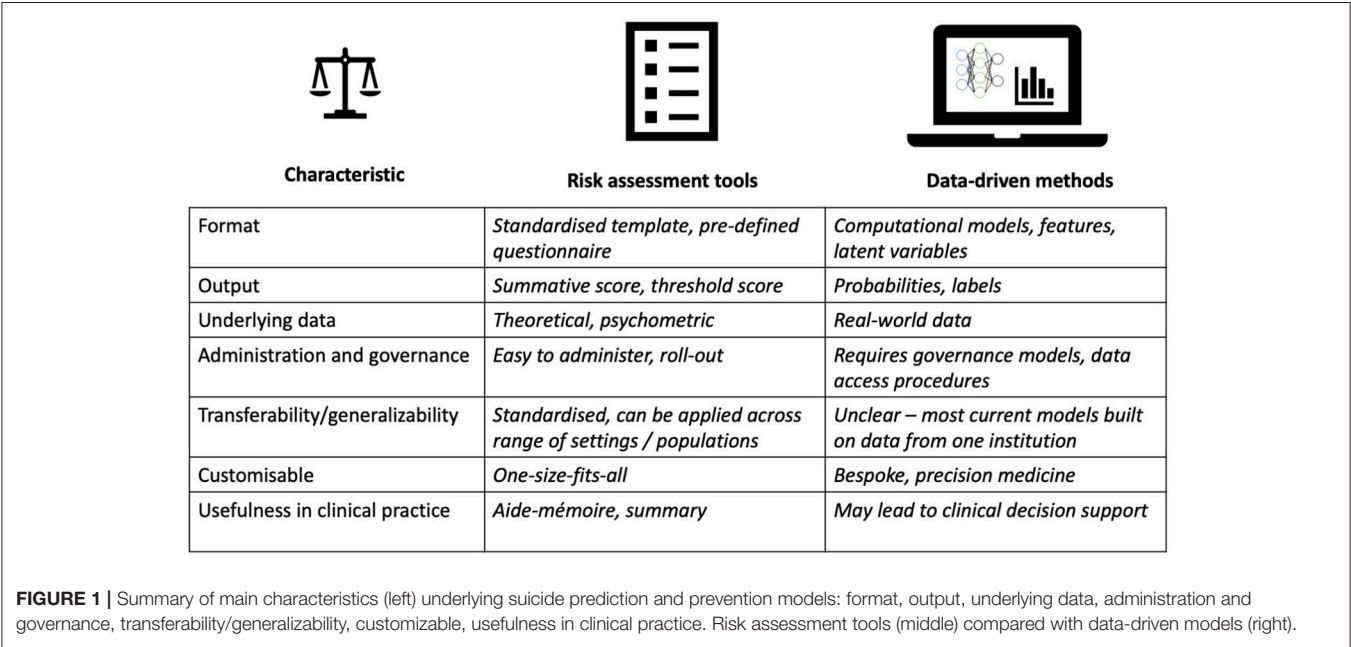 Characteristic
Risk assessment tools
Data-driven methods
Format
Standardised template, pre-defined
questionnaire
Computational models, features,
latent variables
Output
Summative score, threshold score
Probabilities, labels
Underlying data
Theoretical, psychometric
Real-world data
Administration and governance
Easy to administer, roll-out
Requires governance models, data
access procedures
Transferability/generalizability
Standardised, can be applied across
range of settings / populations
Unclear – most current models built
on data from one institution
Customisable
One-size-fits-all
Bespoke, precision medicine
Usefulness in clinical practice
Aide-mémoire, summary
May lead to clinical decision support
FIGURE 1 | Summary of main characteristics (left) underlying suicide prediction and prevention models: format, output, underlying data, administration and
governance, transferability/generalizability, customizable, usefulness in clinical practice. Risk assessment tools (middle) compared with data-driven models (right).